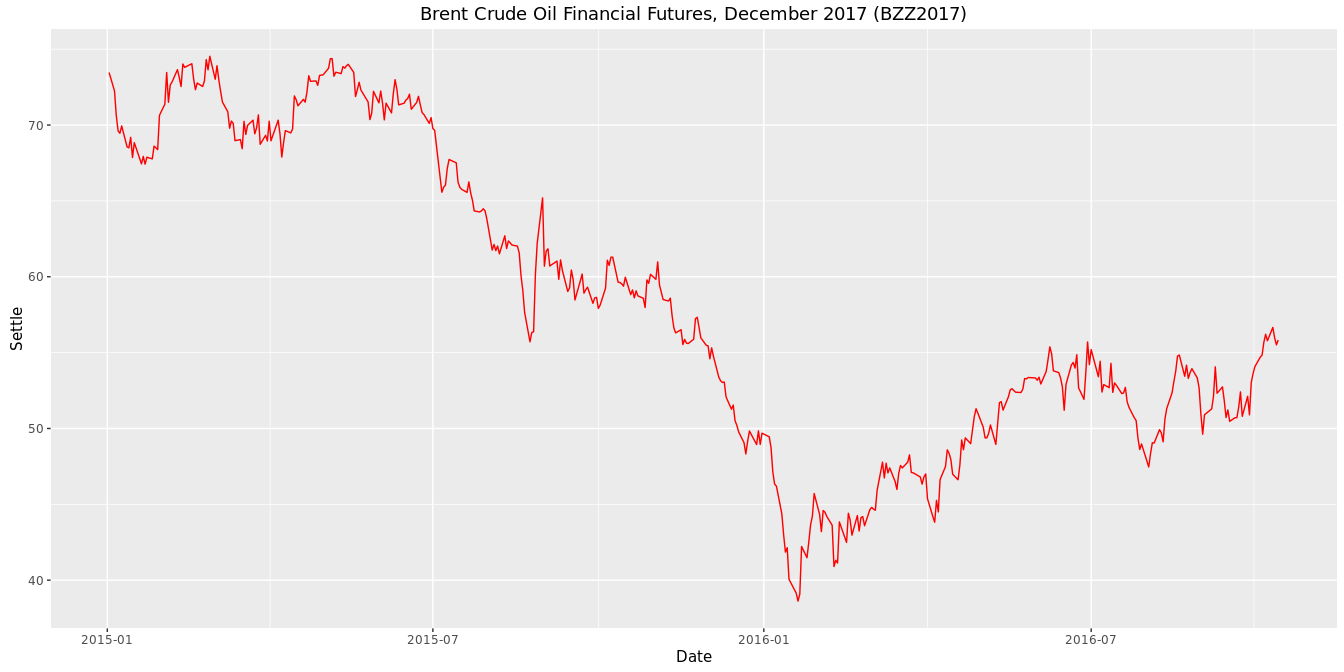 Brent Crude Oil Financial Futures, December 2017 (BZZ2017)
Settle
70
60
50
40
2015-01
2015-07
2016-01
2016-07
Date